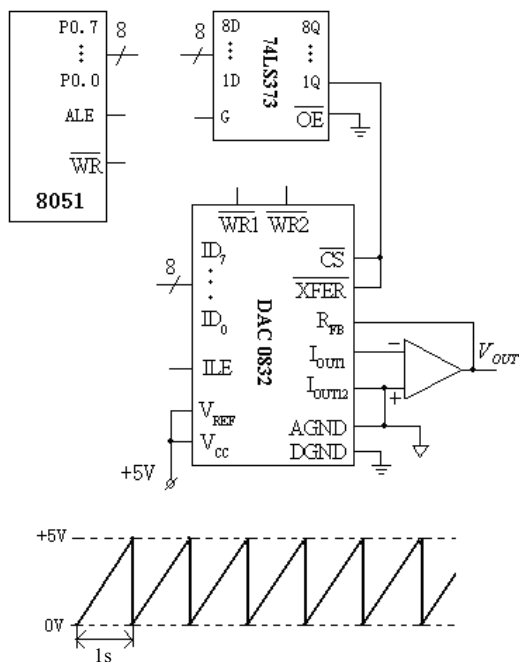 P0.7
P0.0
ALE
WR
8051
8
8
8D
1D
G
74LS373
8Q
1Q
OE
WR1
WR2
8
ID7
ID0
ILE
VREF
VCC
+5V
DAC 0832
CS
XFER
RFB
IOUT1
IOUT12
AGND
DGND
−
+
VOUT
+5V
0V
1s